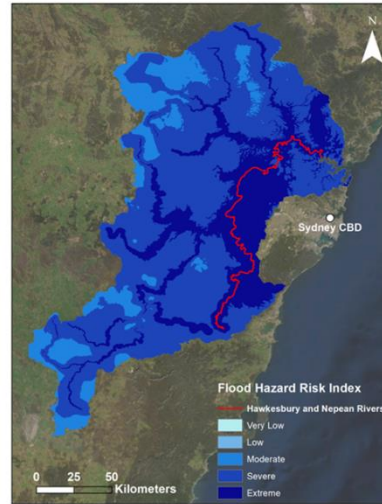 N
Sydney CBD
Flood Hazard Risk Index
Hawkesbury and Nepean Rivers
Very Low
Low
Moderate
Severe
Extreme
0 25 50
Kilometers